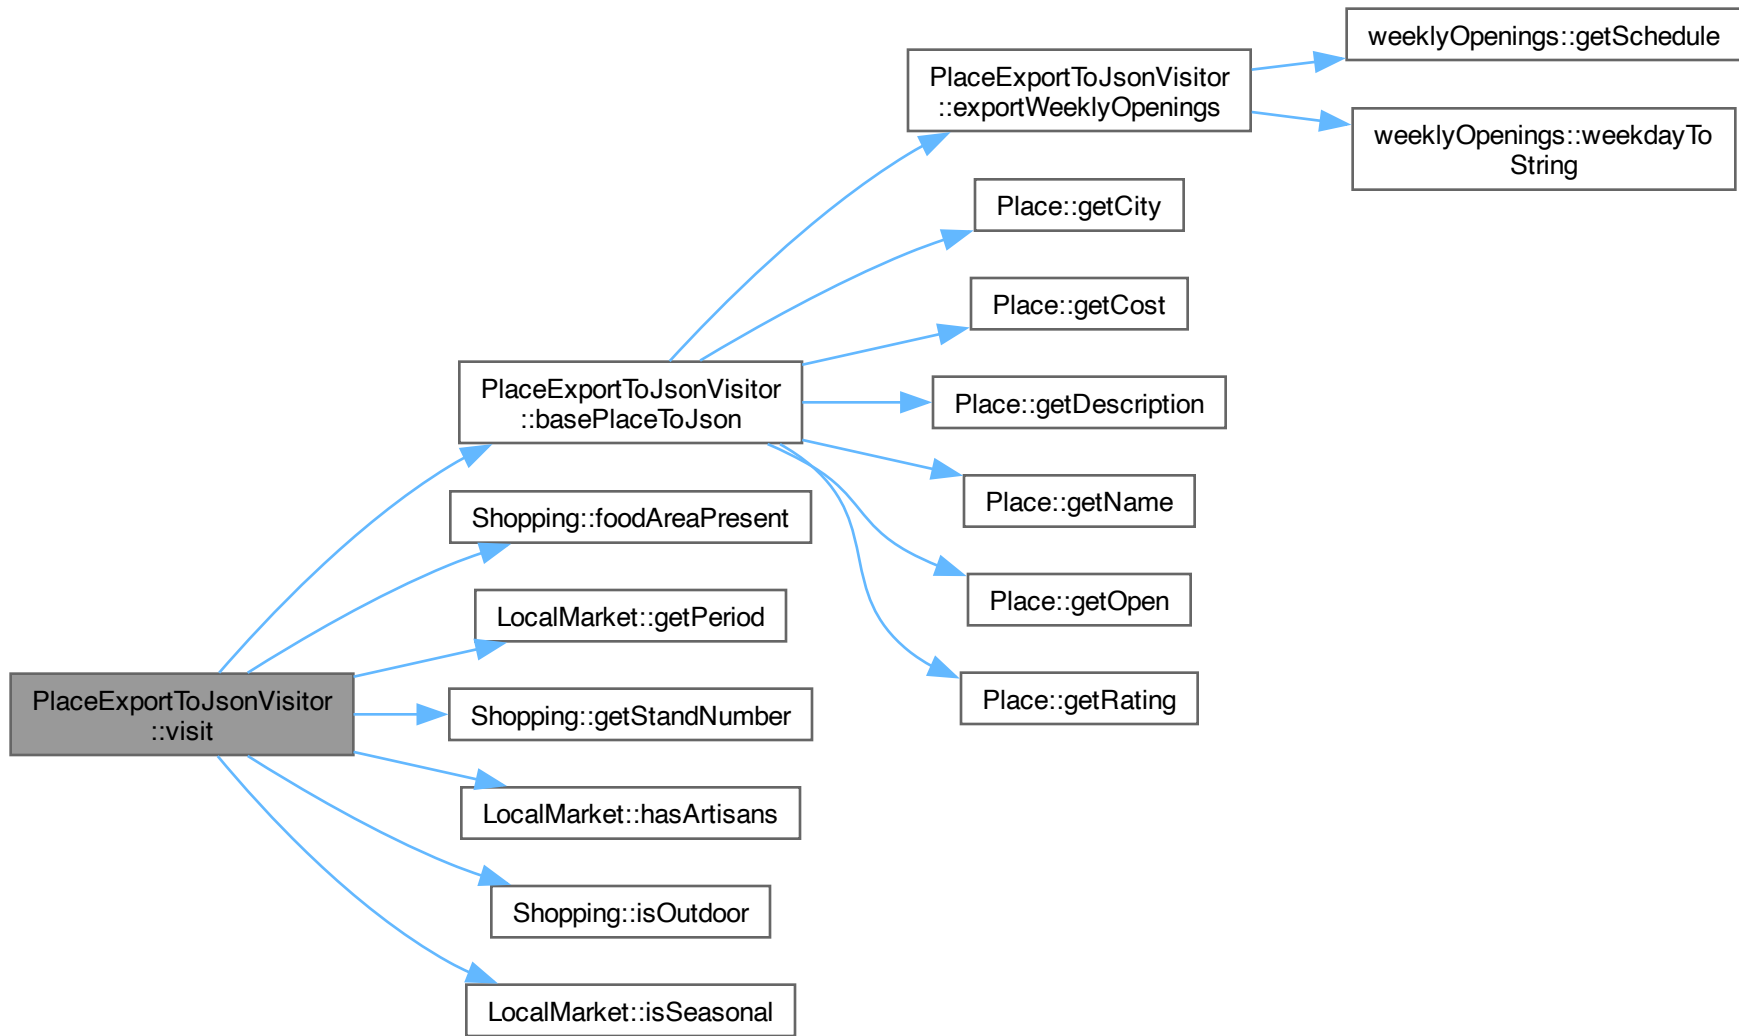 weeklyOpenings::getSchedule
PlaceExportToJsonVisitor
::exportWeeklyOpenings
weeklyOpenings::weekdayTo
String
Place::getCity
Place::getCost
PlaceExportToJsonVisitor
::basePlaceToJson
Place::getDescription
Place::getName
Shopping::foodAreaPresent
Place::getOpen
LocalMarket::getPeriod
Place::getRating
PlaceExportToJsonVisitor
::visit
Shopping::getStandNumber
LocalMarket::hasArtisans
Shopping::isOutdoor
LocalMarket::isSeasonal